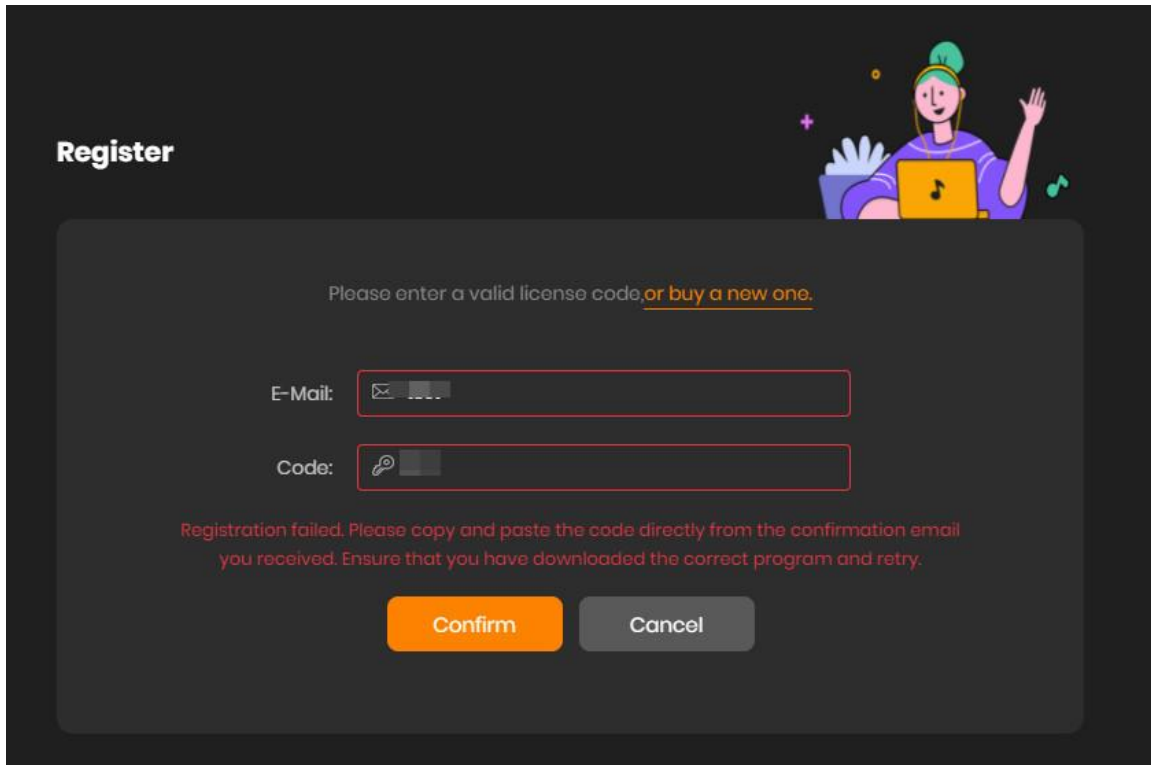 Register
Please enter a valid license code,or buy a new one.
E-Mail:
Code:
Registration failed. Please copy and paste the code directly from the confirmation email
you received. Ensure that you have downloaded the correct program and retry.
Confirm
Cancel